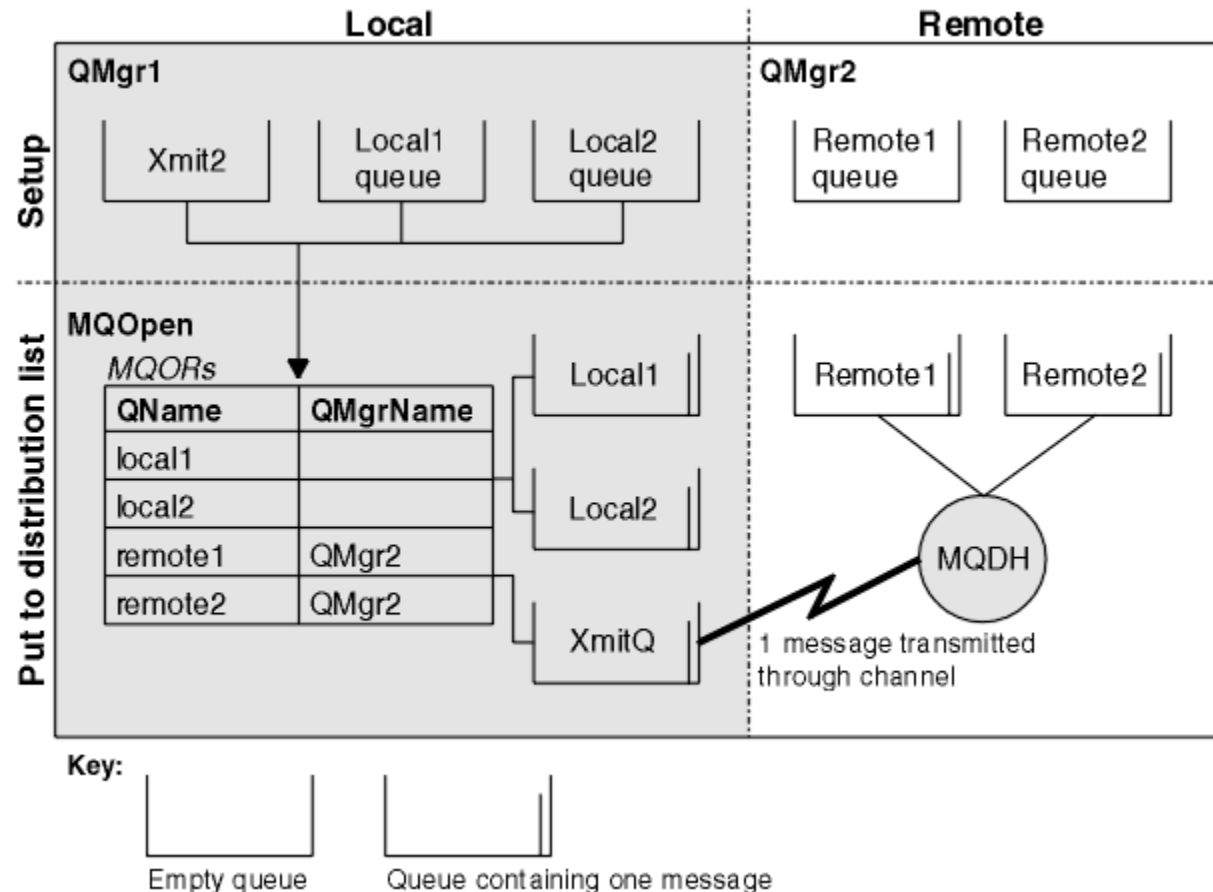 Local
Remote
Setup
QMgr1
Xmit2
Local1
queue
Local2
queue
QMgr2
Remote1
queue
Remote2
queue
Put to distribution list
MQOpen
MQORs
QName QMgrName
local1
local2
remote1 QMgr2
remote2 QMgr2
Local1
Local2
XmitQ
Remote1
Remote2
MQDH
1 message transmitted
through channel
Key:
Empty queue
Queue containing one message